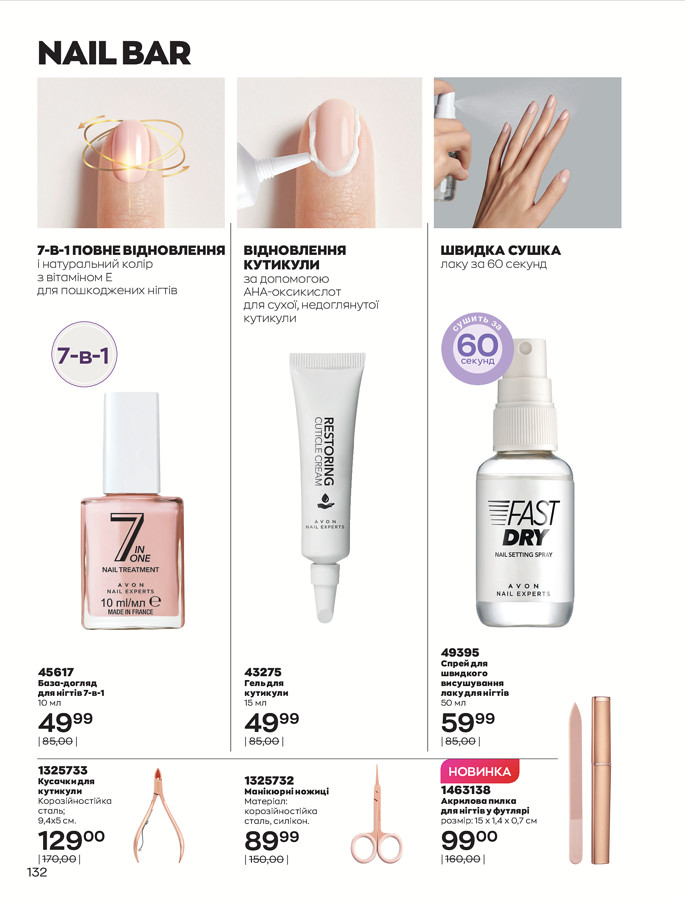 NAIL BAR
7-В-1 ПОВНЕ ВІДНОВЛЕННЯ
і натуральний колір
з вітаміном Е
для пошкоджених нігтів
ВІДНОВЛЕННЯ
КУТИКУЛИ
за допомогою
АНА-оксикислот
для сухої, недоглянутої
кутикули
ШВИДКА СУШКА
лаку за 60 секунд
7-в-1
сушить за
60
секунд
7
IN
ONE
NAIL TREATMENT
AVON
NAIL EXPERTS
10 ml/мл e
MADE IN FRANCE
RESTORING
CUTICLE CREAM
AVON
NAIL EXPERTS
FAST
DRY
NAIL SETTING SPRAY
AVON
NAIL EXPERTS
45617
База-догляд
для нігтів 7-в-1
10 мл
49 99
|85,00|
43275
Гель для
кутикули
15 мл
49 99
|85,00|
49395
Спрей для
швидкого
висушування
лаку для нігтів
50 мл
59 99
|85,00|
1325733
Кусачки для
кутикули
Корозійностійка
сталь;
9,4х5 см.
129 00
|170,00|
1325732
Манікюрні ножиці
Матеріал:
корозійностійка
сталь, силікон.
89 99
|150,00|
НОВИНКА
1463138
Акрилова пилка
для нігтів у футлярі
розмір: 15 х 1,4 х 0,7 см
99 00
|160,00|
132